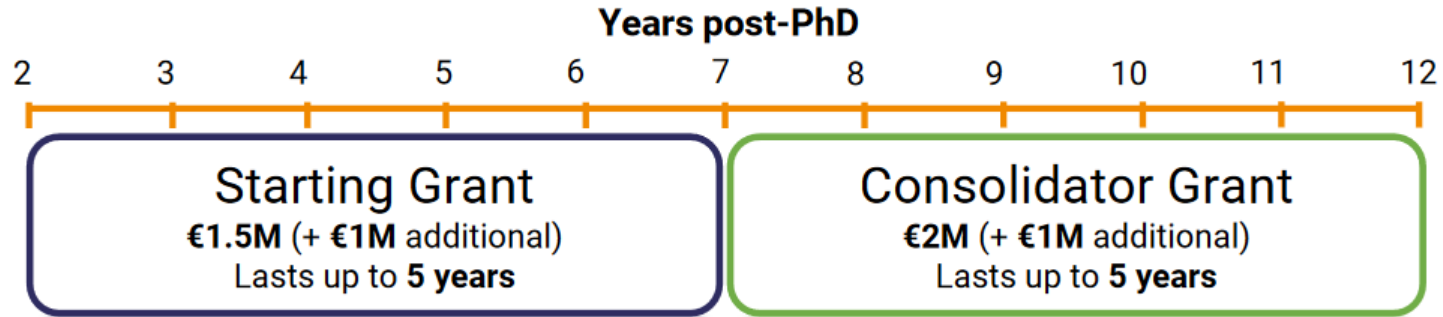 Years post-PhD
2 3 4 5 6 7 8 9 10 11 12
Starting Grant
€1.5M (+ €1M additional)
Lasts up to 5 years
Consolidator Grant
€2M (+ €1M additional)
Lasts up to 5 years